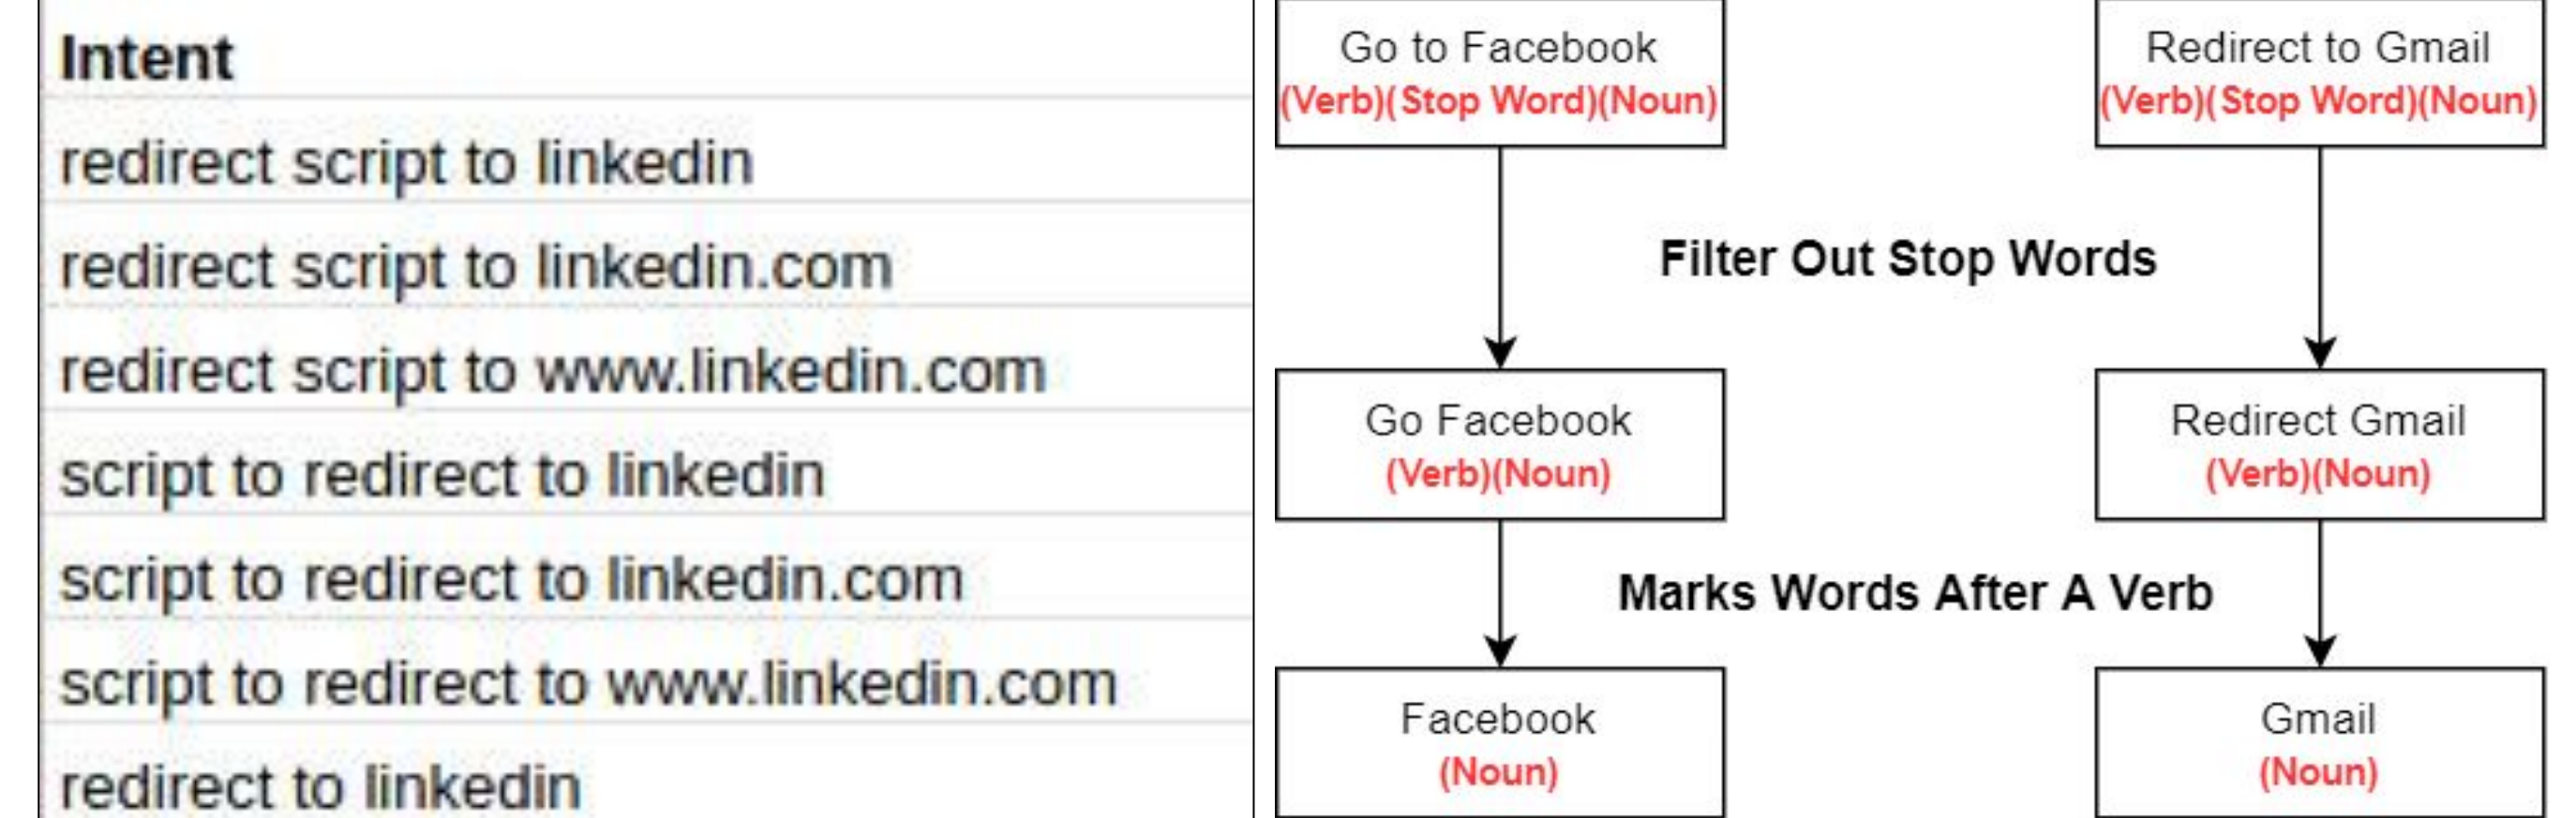 Intent
redirect script to linkedin
redirect script to linkedin.com
redirect script to www.linkedin.com
script to redirect to linkedin
script to redirect to linkedin.com
script to redirect to www.linkedin.com
redirect to linkedin
Go to Facebook
(Verb)(Stop Word)(Noun)
Redirect to Gmail
(Verb)(Stop Word)(Noun)
Filter Out Stop Words
Go Facebook
(Verb)(Noun)
Redirect Gmail
(Verb)(Noun)
Marks Words After A Verb
Facebook
(Noun)
Gmail
(Noun)